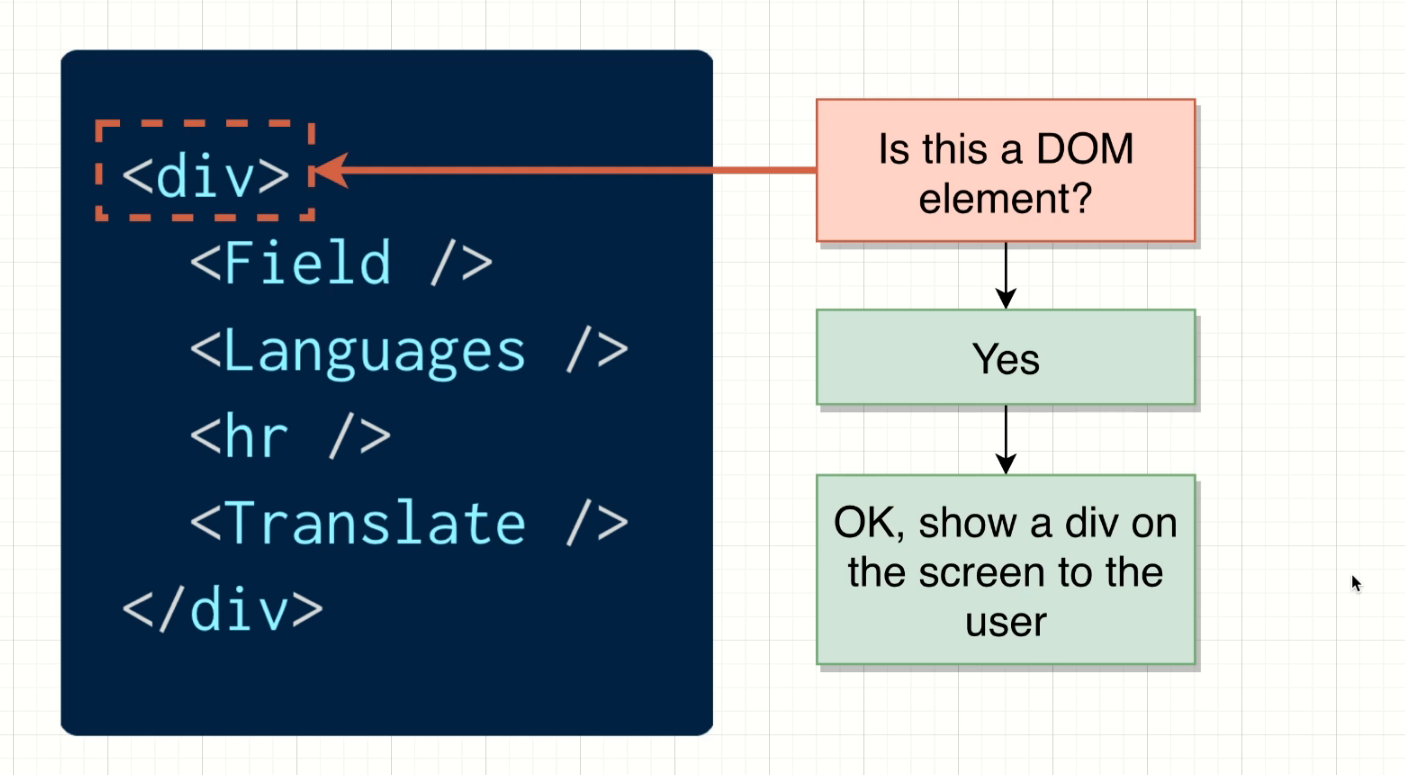 <div>
<Field />
<Languages />
<hr />
<Translate />
</div>
Is this a DOM
element?
Yes
OK, show a div on
the screen to the
user